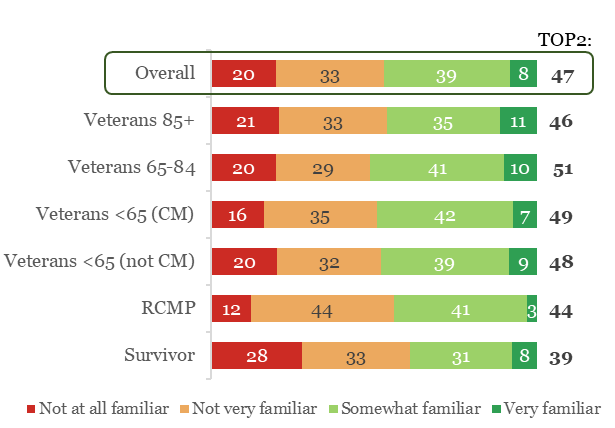 TOP2:
Overall 20 33 39 8 47
Veterans 85+ 21 33 35 11 46
Veterans 65-84 20 29 41 10 51
Veterans <65 (CM) 16 35 42 7 49
Veterans <65 (not CM) 20 32 39 9 48
RCMP 12 44 41 3 44
Survivor 28 33 31 8 39
Not at all familiar Not very familiar Somewhat familiar Very familiar